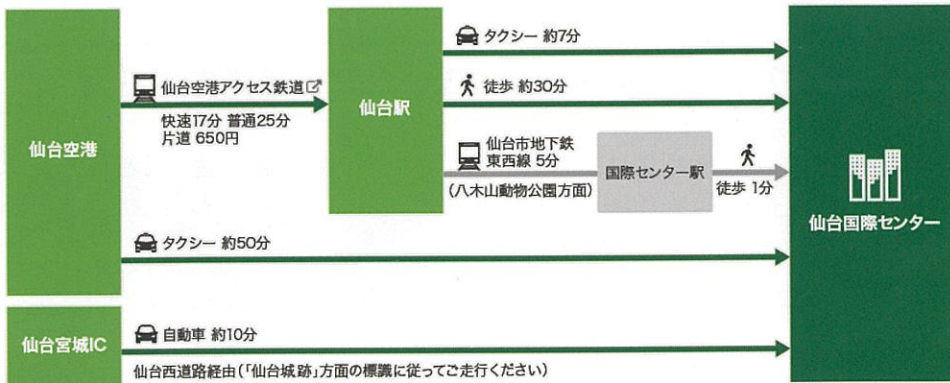 仙台空港
仙台空港アクセス鉄道
快速17分 普通25分
片道 650円
仙台駅
タクシー 約7分
徒歩 約30分
仙台市地下鉄
東西線 5分
(八木山動物公園方面)
国際センター駅
徒歩 1分
仙台国際センター
タクシー 約50分
仙台宮城IC
自動車 約10分
仙台西道路経由(「仙台城跡」方面の標識に従ってご走行ください)